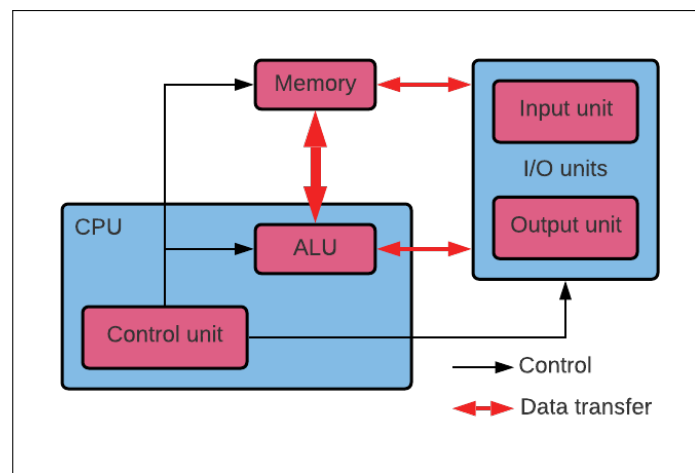 Memory
Input unit
I/O units
Output unit
CPU
ALU
Control unit
Control
Data transfer